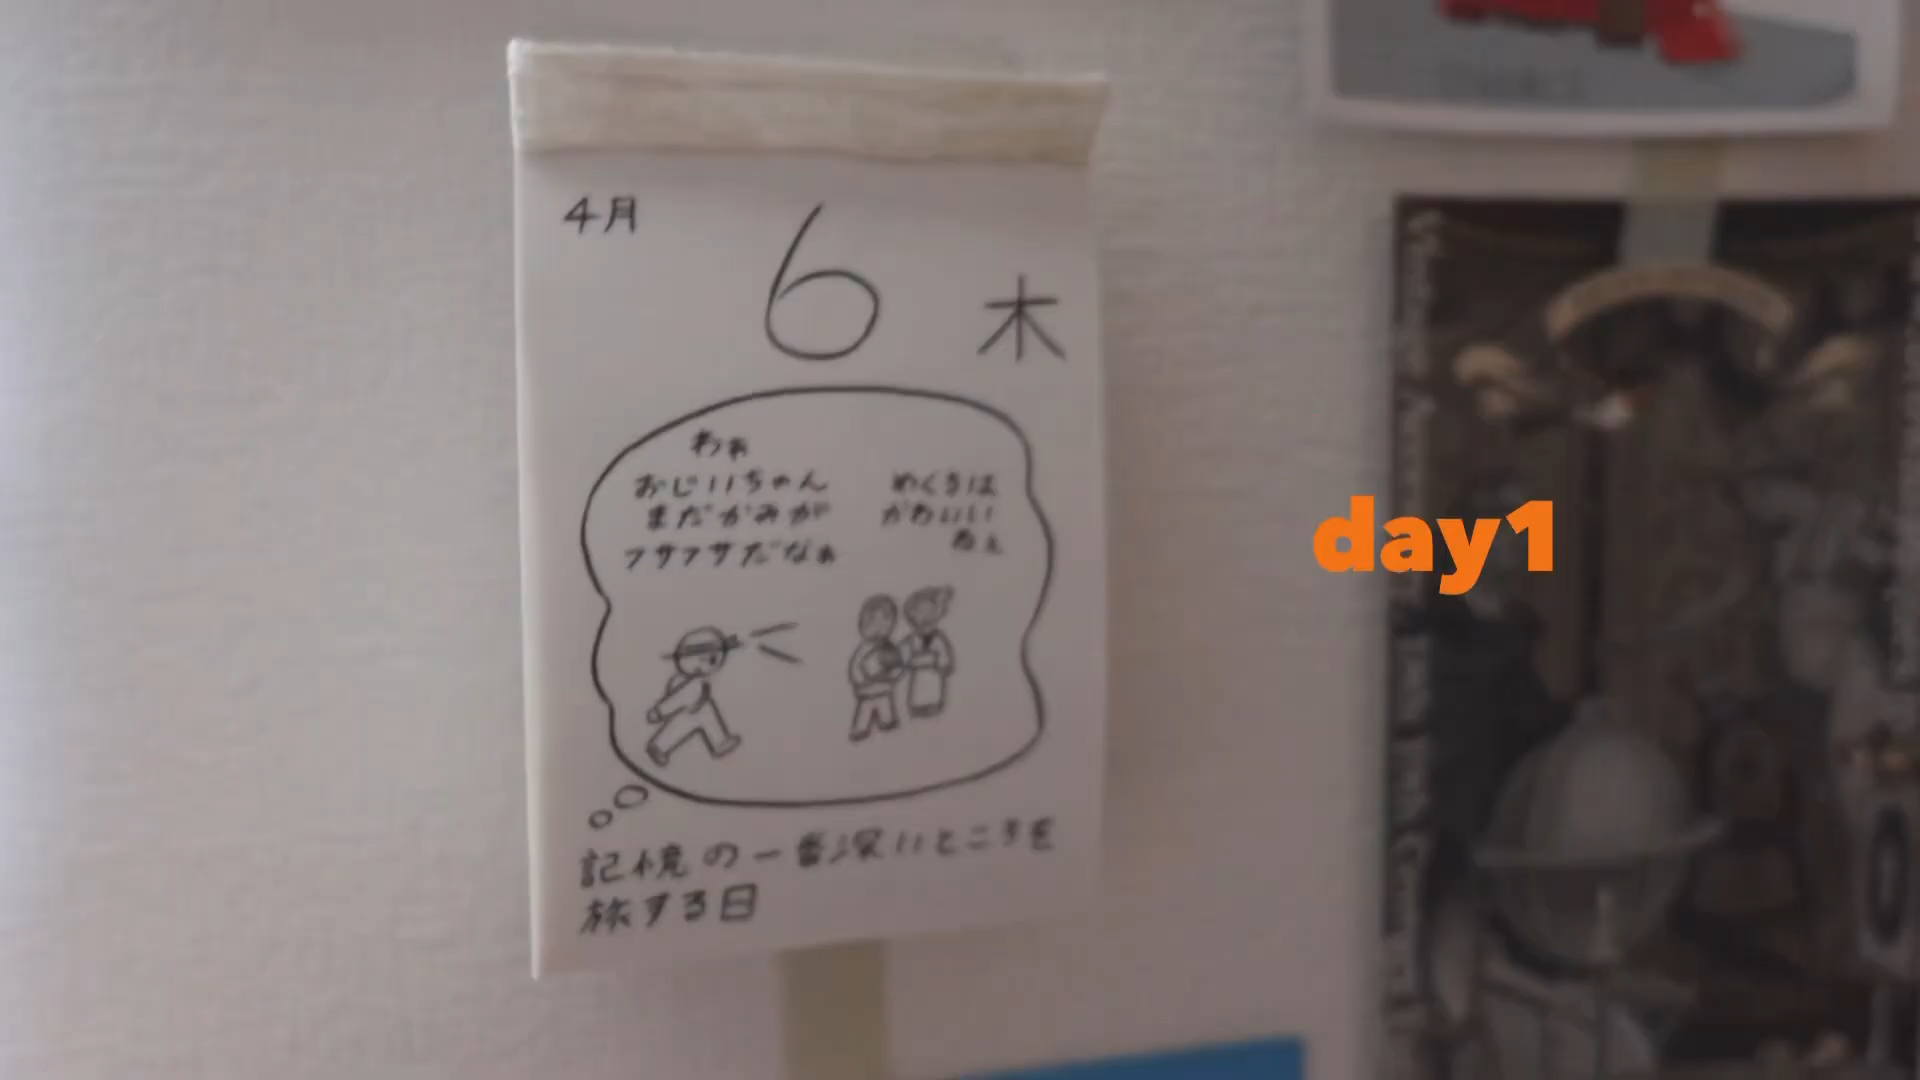 4月
6
木
わぁ
おじいちゃん
まだかみが
フサフサだなぁ
めくるは
かわいい
ねぇ
記憶の一番深いところを
旅する日
day1